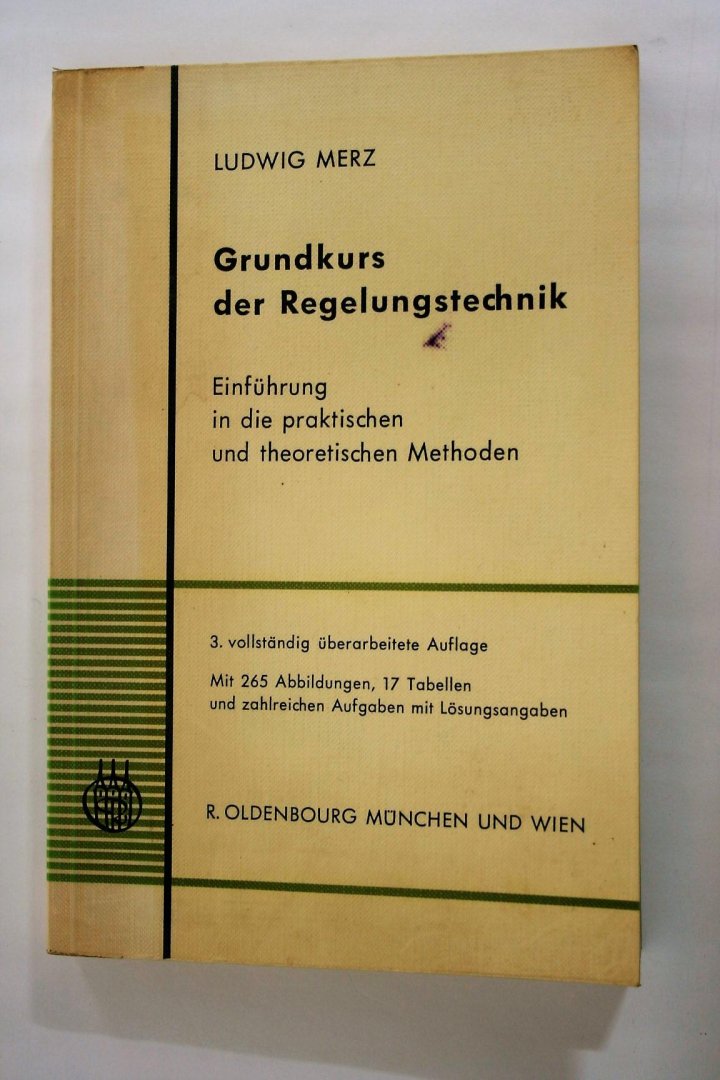 LUDWIG MERZ
Grundkurs
der Regelungstechnik
Einführung
in die praktischen
und theoretischen Methoden
3. vollständig überarbeitete Auflage
Mit 265 Abbildungen, 17 Tabellen
und zahlreichen Aufgaben mit Lösungsangaben
R. OLDENBOURG MÜNCHEN UND WIEN